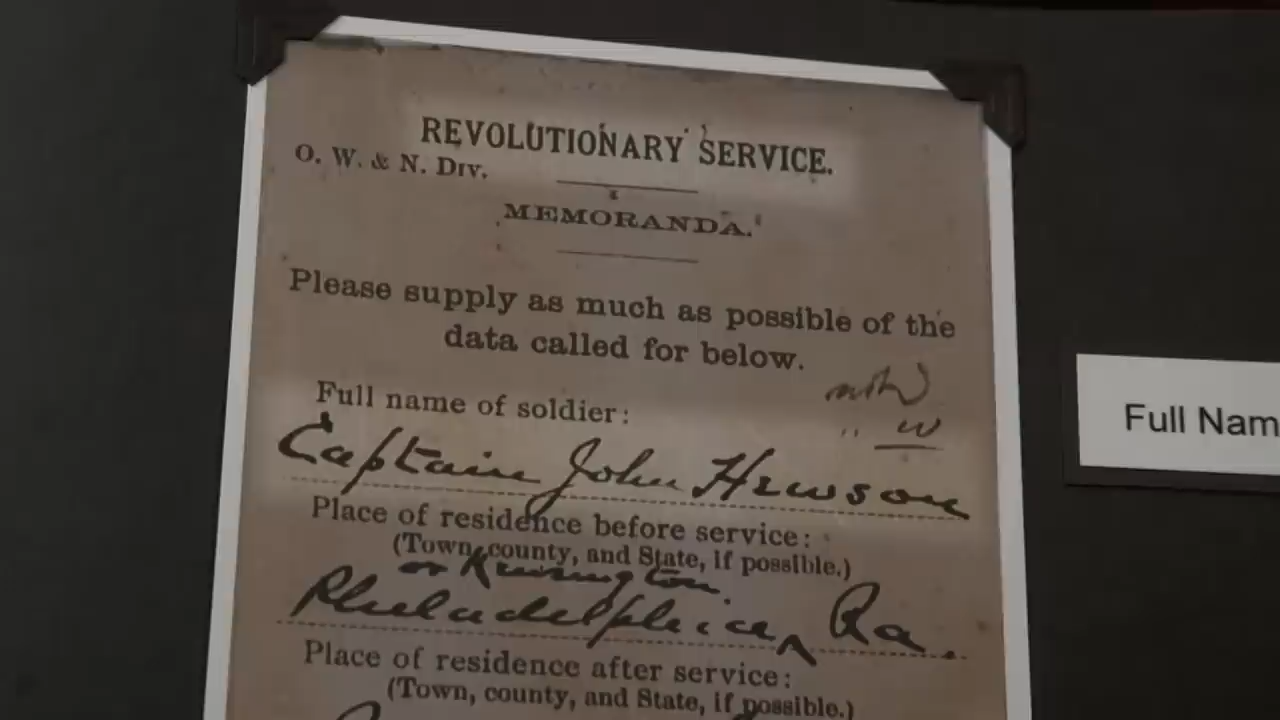 REVOLUTIONARY SERVICE.
O. W. & N. DIV.
MEMORANDA.
Please supply as much as possible of the
data called for below.
Full name of soldier:
W
Captain John Hewson
Full Nam
Place of residence before service:
(Town, county, and State, if possible.)
or Kensington
Philadelphia, Pa.
Place of residence after service:
(Town, county, and State, if possible.)